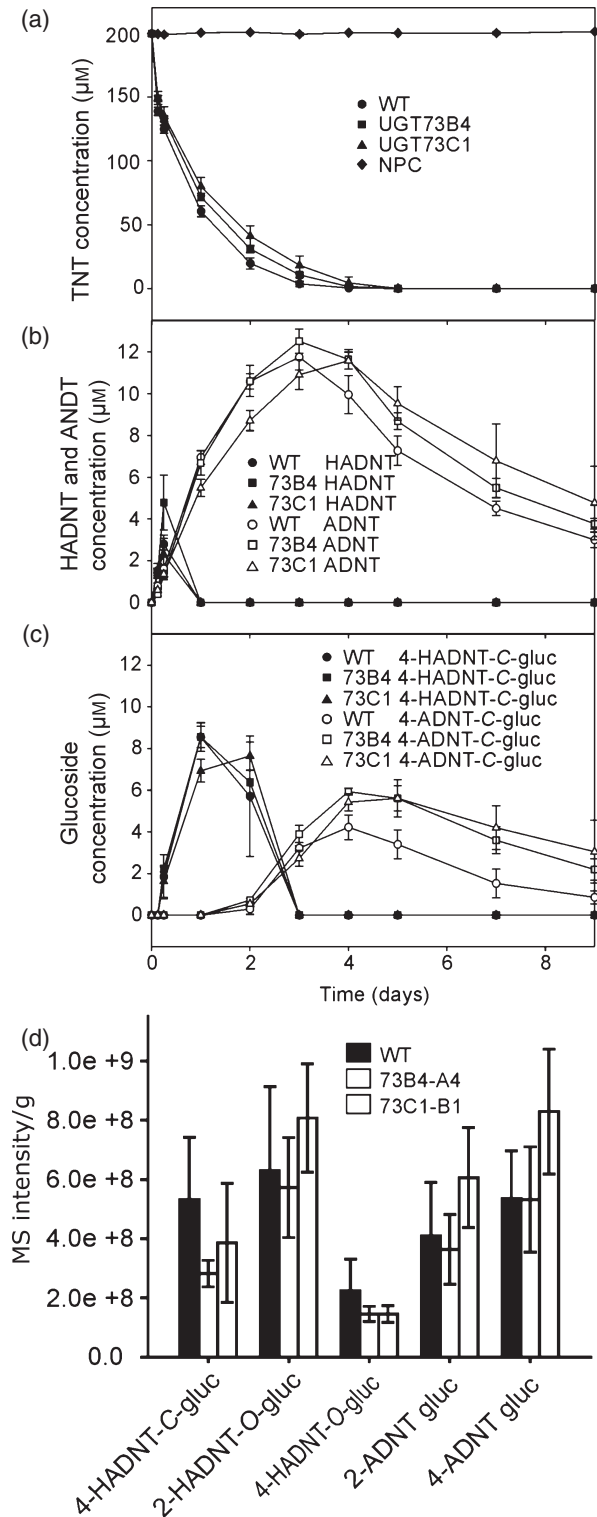 (a)
TNT concentration (µM)
200
150
100
50
0
WT
UGT73B4
UGT73C1
NPC
(b)
HADNT and ANDT
concentration (µM)
12
10
8
6
4
2
0
WT HADNT
73B4 HADNT
73C1 HADNT
WT ADNT
73B4 ADNT
73C1 ADNT
(c)
Glucoside
concentration (µM)
12
10
8
6
4
2
0
WT 4-HADNT-C-gluc
73B4 4-HADNT-C-gluc
73C1 4-HADNT-C-gluc
WT 4-ADNT-C-gluc
73B4 4-ADNT-C-gluc
73C1 4-ADNT-C-gluc
0 2 4 6 8
Time (days)
(d)
MS intensity/g
1.0e +9
8.0e +8
6.0e +8
4.0e +8
2.0e +8
0.0
WT
73B4-A4
73C1-B1
4-HADNT-C-gluc
2-HADNT-O-gluc
4-HADNT-O-gluc
2-ADNT gluc
4-ADNT gluc